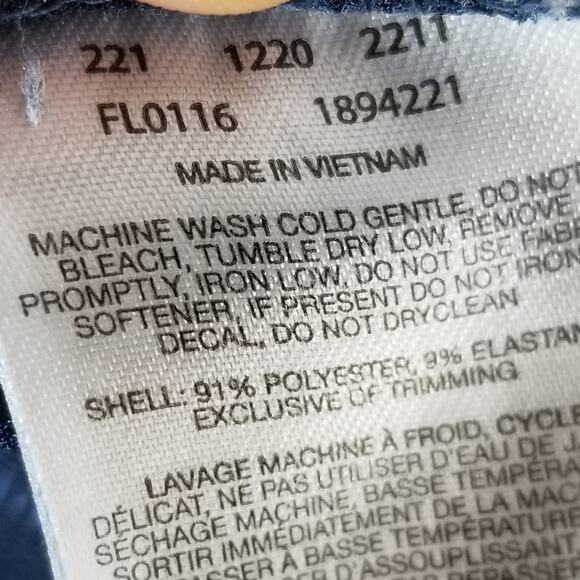 221 1220 2211
FL0116 1894221
MADE IN VIETNAM
MACHINE WASH COLD GENTLE, DO NOT
BLEACH, TUMBLE DRY LOW, REMOVE
PROMPTLY, IRON LOW, DO NOT USE FAB
SOFTENER, IF PRESENT DO NOT IRON
DECAL, DO NOT DRYCLEAN
SHELL: 91% POLYESTER, 9% ELASTAN
EXCLUSIVE OF TRIMMING
LAVAGE MACHINE À FROID, CYCLE
DÉLICAT, NE PAS UTILISER D'EAU DE J
SÉCHAGE MACHINE, BASSE TEMPÉRA
SORTIR IMMÉDIATEMENT DE LA MAC
PASSER À BASSE TEMPÉRATURE
D'ASSOUPLISSANT